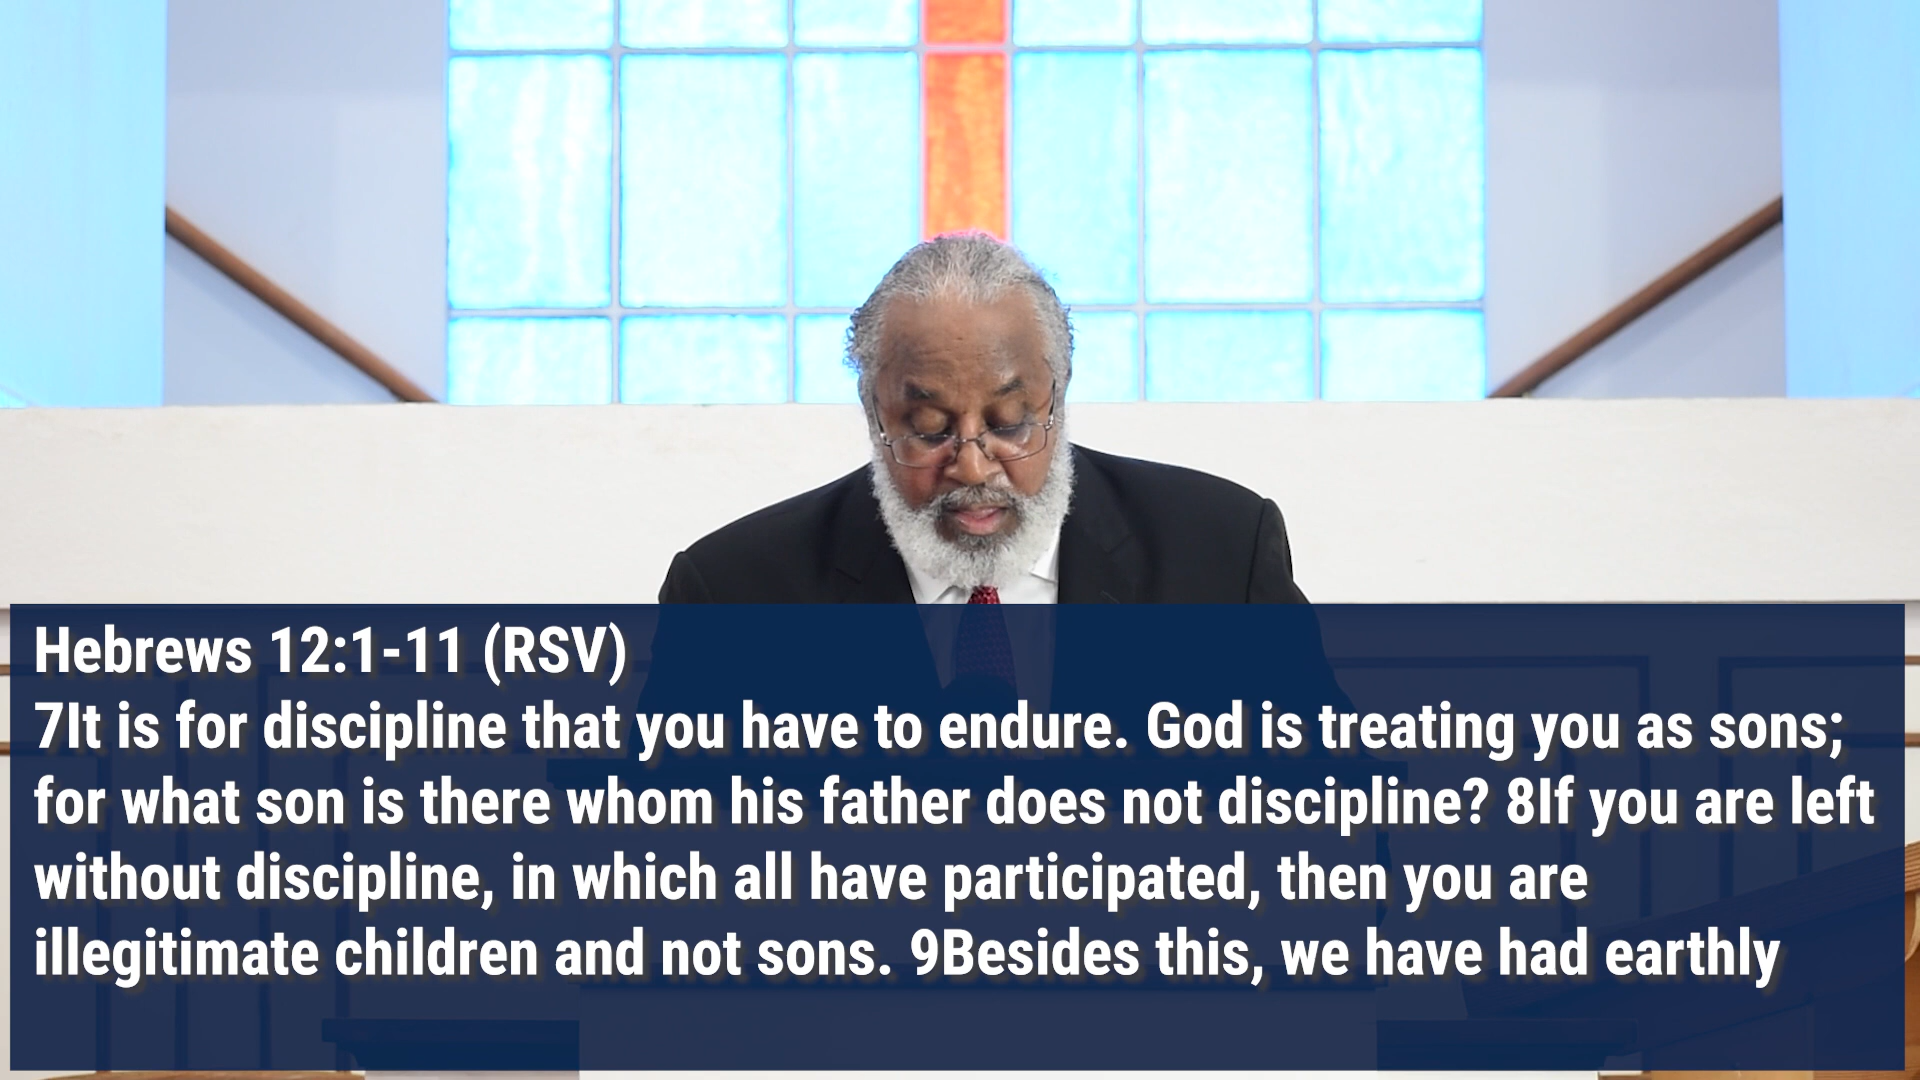 Hebrews 12:1-11 (RSV)
7It is for discipline that you have to endure. God is treating you as sons;
for what son is there whom his father does not discipline? 8If you are left
without discipline, in which all have participated, then you are
illegitimate children and not sons. 9Besides this, we have had earthly